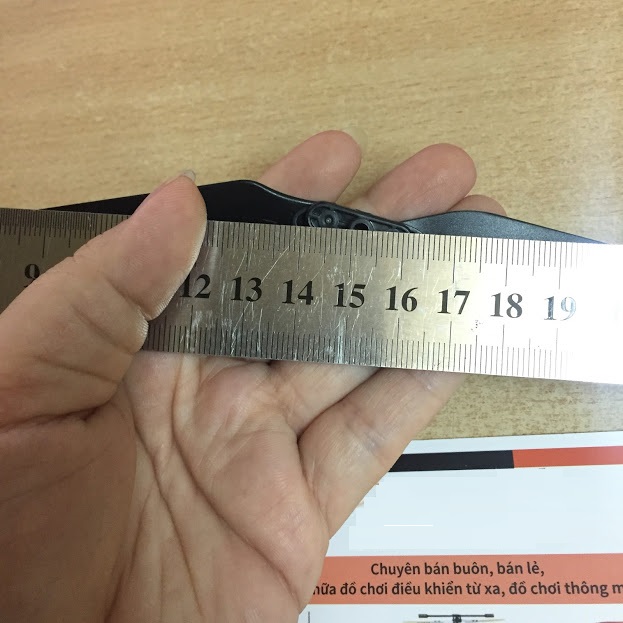 9 12 13 14 15 16 17 18 19
Chuyên bán buôn, bán lẻ,
đồ chơi điều khiển từ xa, đồ chơi thông